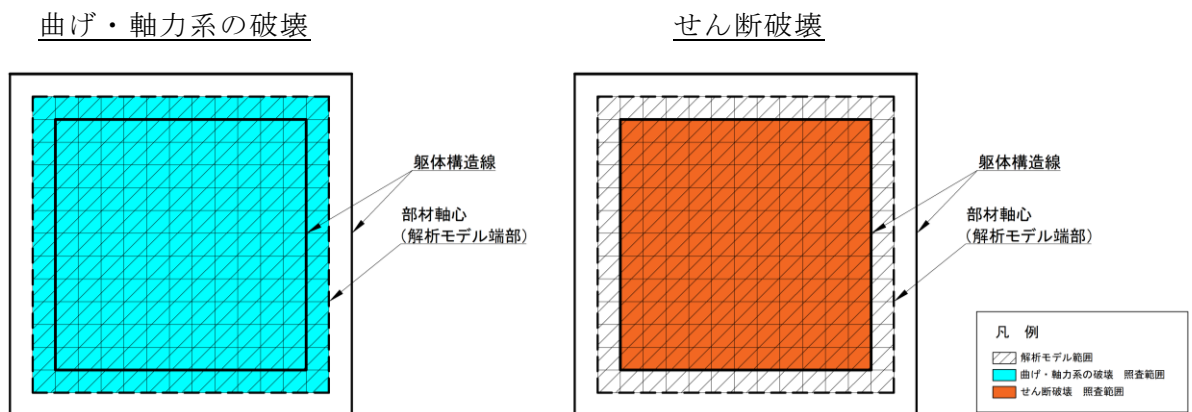 曲げ・軸力系の破壊
せん断破壊
躯体構造線
部材軸心
(解析モデル端部)
躯体構造線
部材軸心
(解析モデル端部)
凡 例
解析モデル範囲
曲げ・軸力系の破壊 照査範囲
せん断破壊 照査範囲